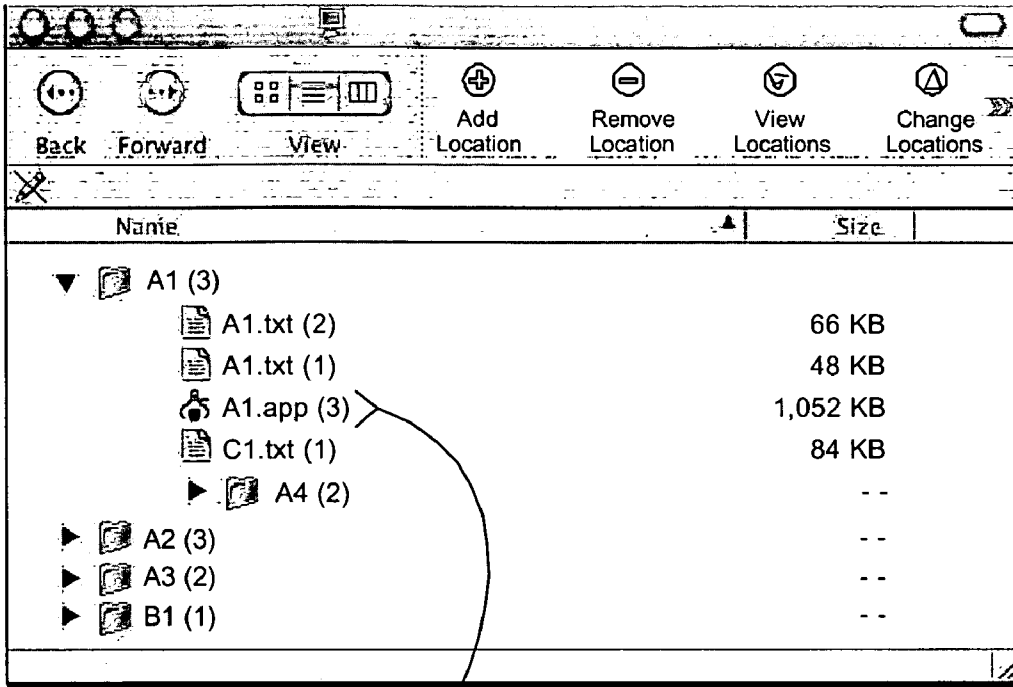 Add Remove View Change
Back Forward View Location Location Locations Locations
Name Size
A1 (3)
A1.txt (2) 66 KB
A1.txt (1) 48 KB
A1.app (3) 1,052 KB
C1.txt (1) 84 KB
A4 (2) - -
A2 (3) - -
A3 (2) - -
B1 (1) - -